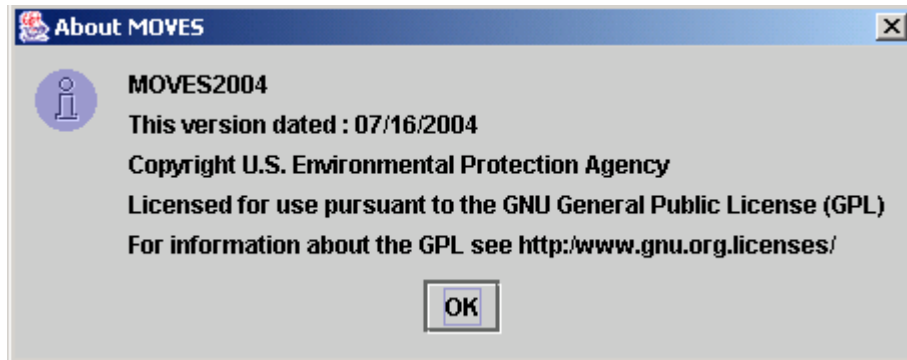 About MOVES
MOVES2004
This version dated : 07/16/2004
Copyright U.S. Environmental Protection Agency
Licensed for use pursuant to the GNU General Public License (GPL)
For information about the GPL see http:/www.gnu.org.licenses/
OK